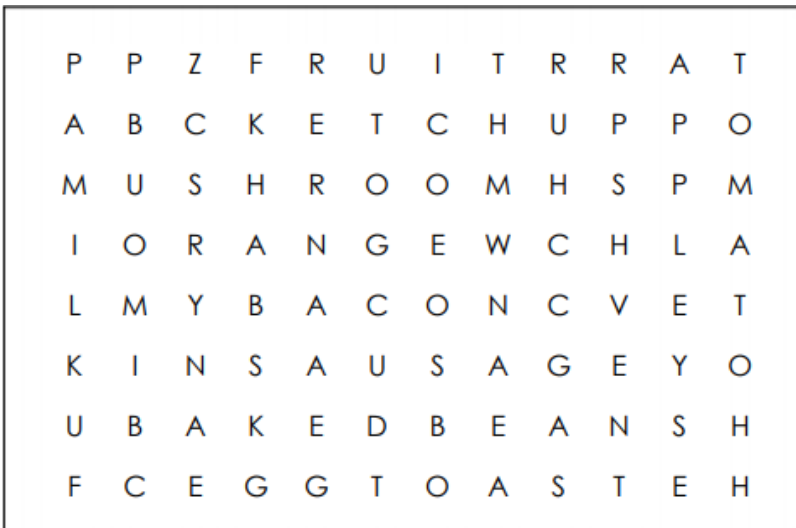 P P Z F R U I T R R A T
A B C K E T C H U P P O
M U S H R O O M H S P M
I O R A N G E W C H L A
L M Y B A C O N C V E T
K I N S A U S A G E Y O
U B A K E D B E A N S H
F C E G G T O A S T E H